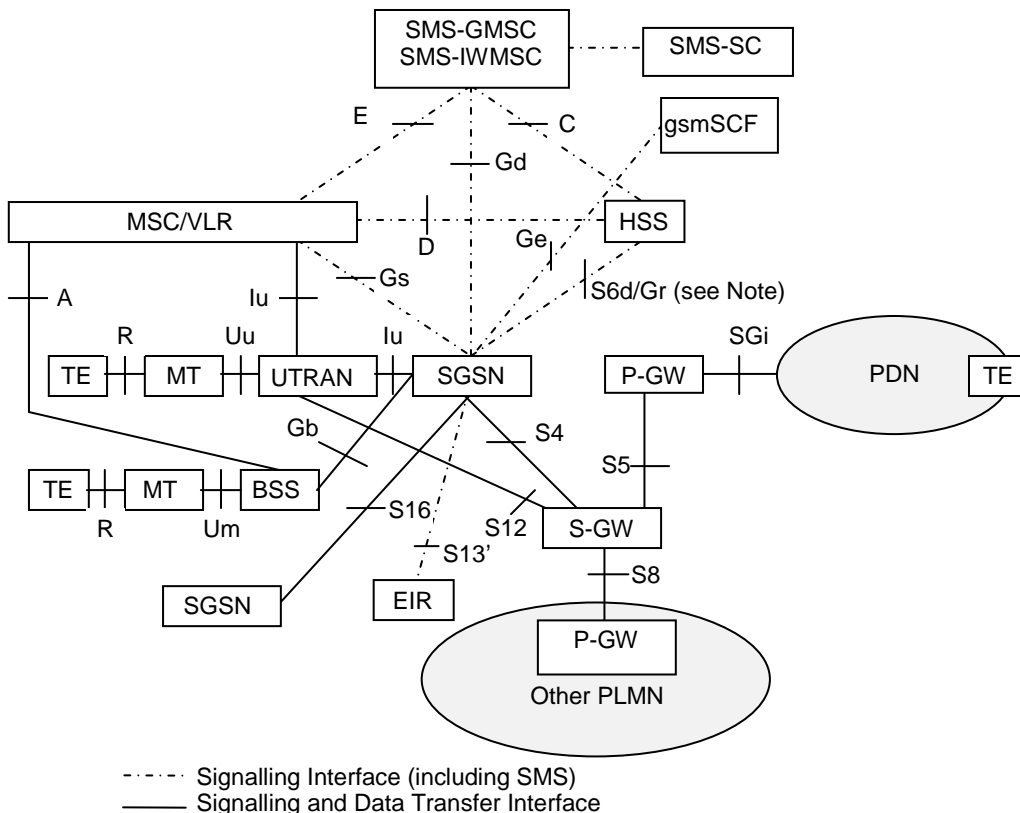 SMS-GMSC
SMS-IWMSC
SMS-SC
E
C
gsmSCF
Gd
MSC/VLR
HSS
D
Ge
Gs
S6d/Gr (see Note)
A
Iu
R
Uu
Iu
SGi
TE
MT
UTRAN
SGSN
P-GW
PDN
TE
Gb
S4
S5
TE
MT
BSS
R
Um
S16
S12
S-GW
S13’
S8
SGSN
EIR
P-GW
Other PLMN
Signalling Interface (including SMS)
Signalling and Data Transfer Interface